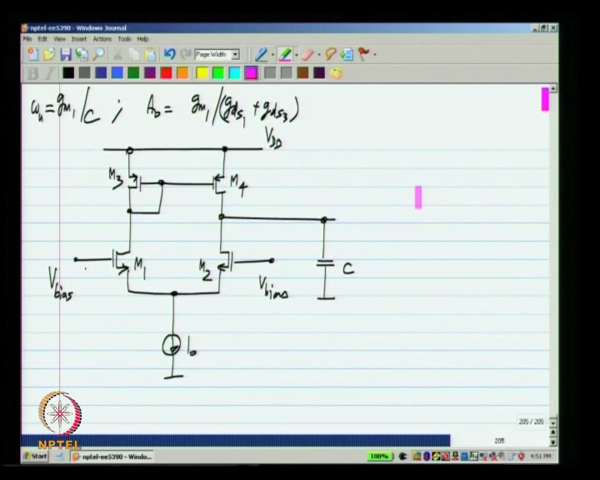 nptel-ee5390 - Windows Journal
File Edit View Insert Actions Tools Help
Page Width
ωu = gm1/C ; A0 = gm1/(gds1 + gds3)
VDD
M3 M4
M1 M2 C
Vbias Vbias
I0
205 / 205
205
NPTEL
Start nptel-ee5390 - Windo... 100% 4:51 PM